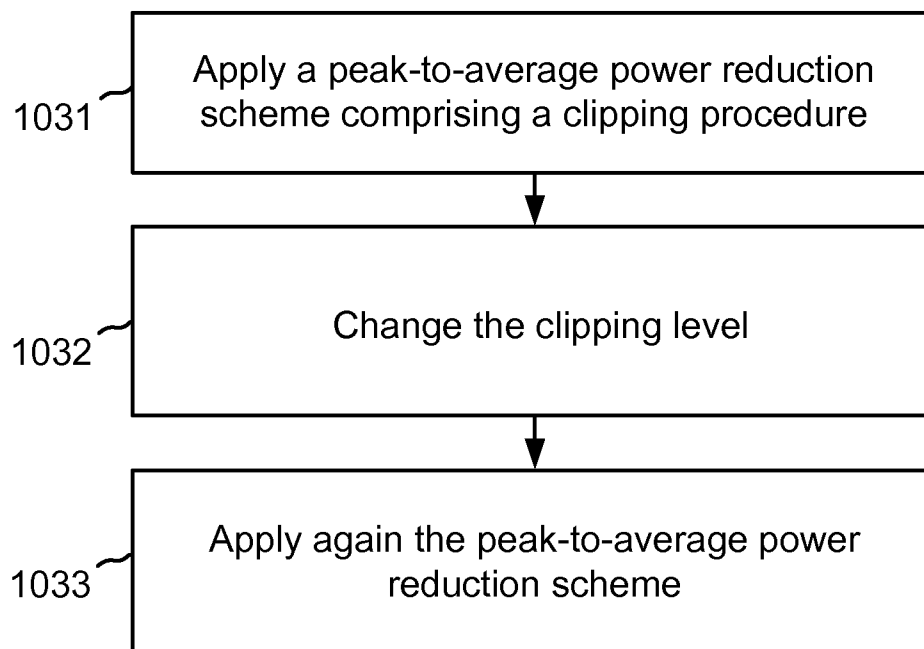 Apply a peak-to-average power reduction
scheme comprising a clipping procedure
1031
Change the clipping level
1032
Apply again the peak-to-average power
reduction scheme
1033